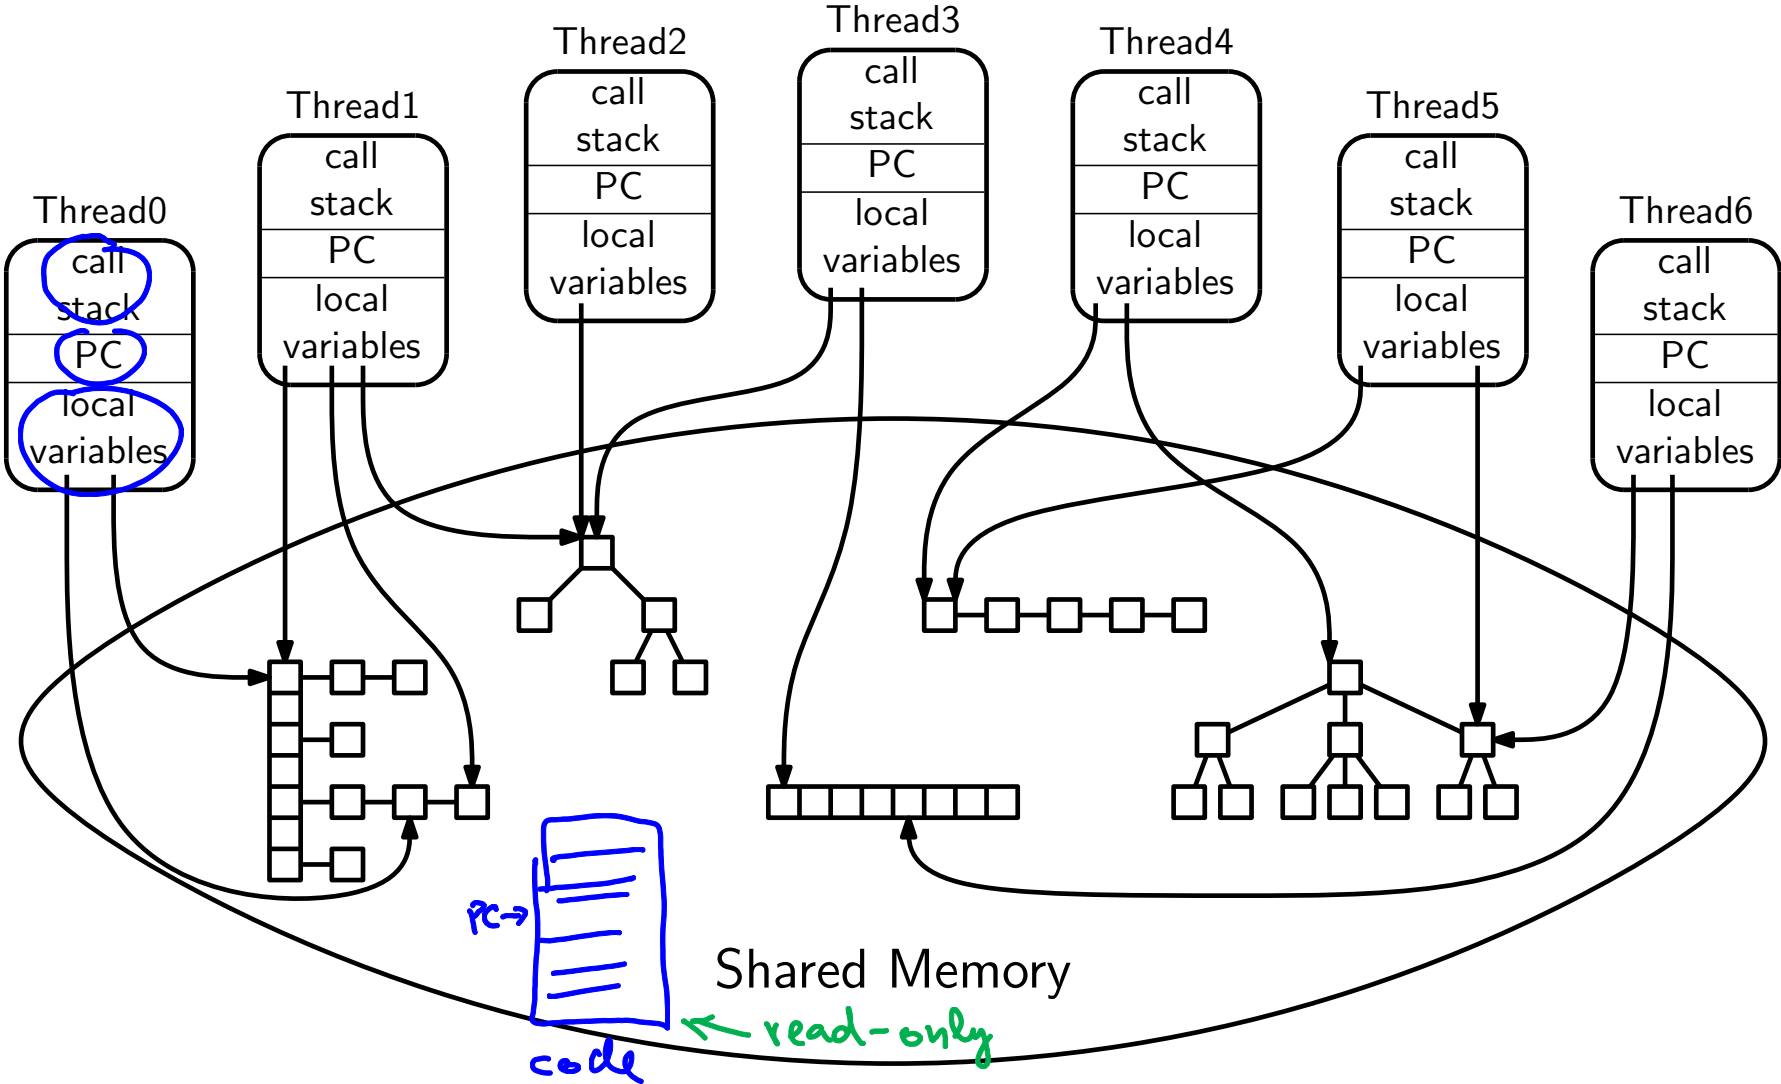 Thread0
call
stack
PC
local
variables
Thread1
call
stack
PC
local
variables
Thread2
call
stack
PC
local
variables
Thread3
call
stack
PC
local
variables
Thread4
call
stack
PC
local
variables
Thread5
call
stack
PC
local
variables
Thread6
call
stack
PC
local
variables
PC→
Shared Memory
read-only
code